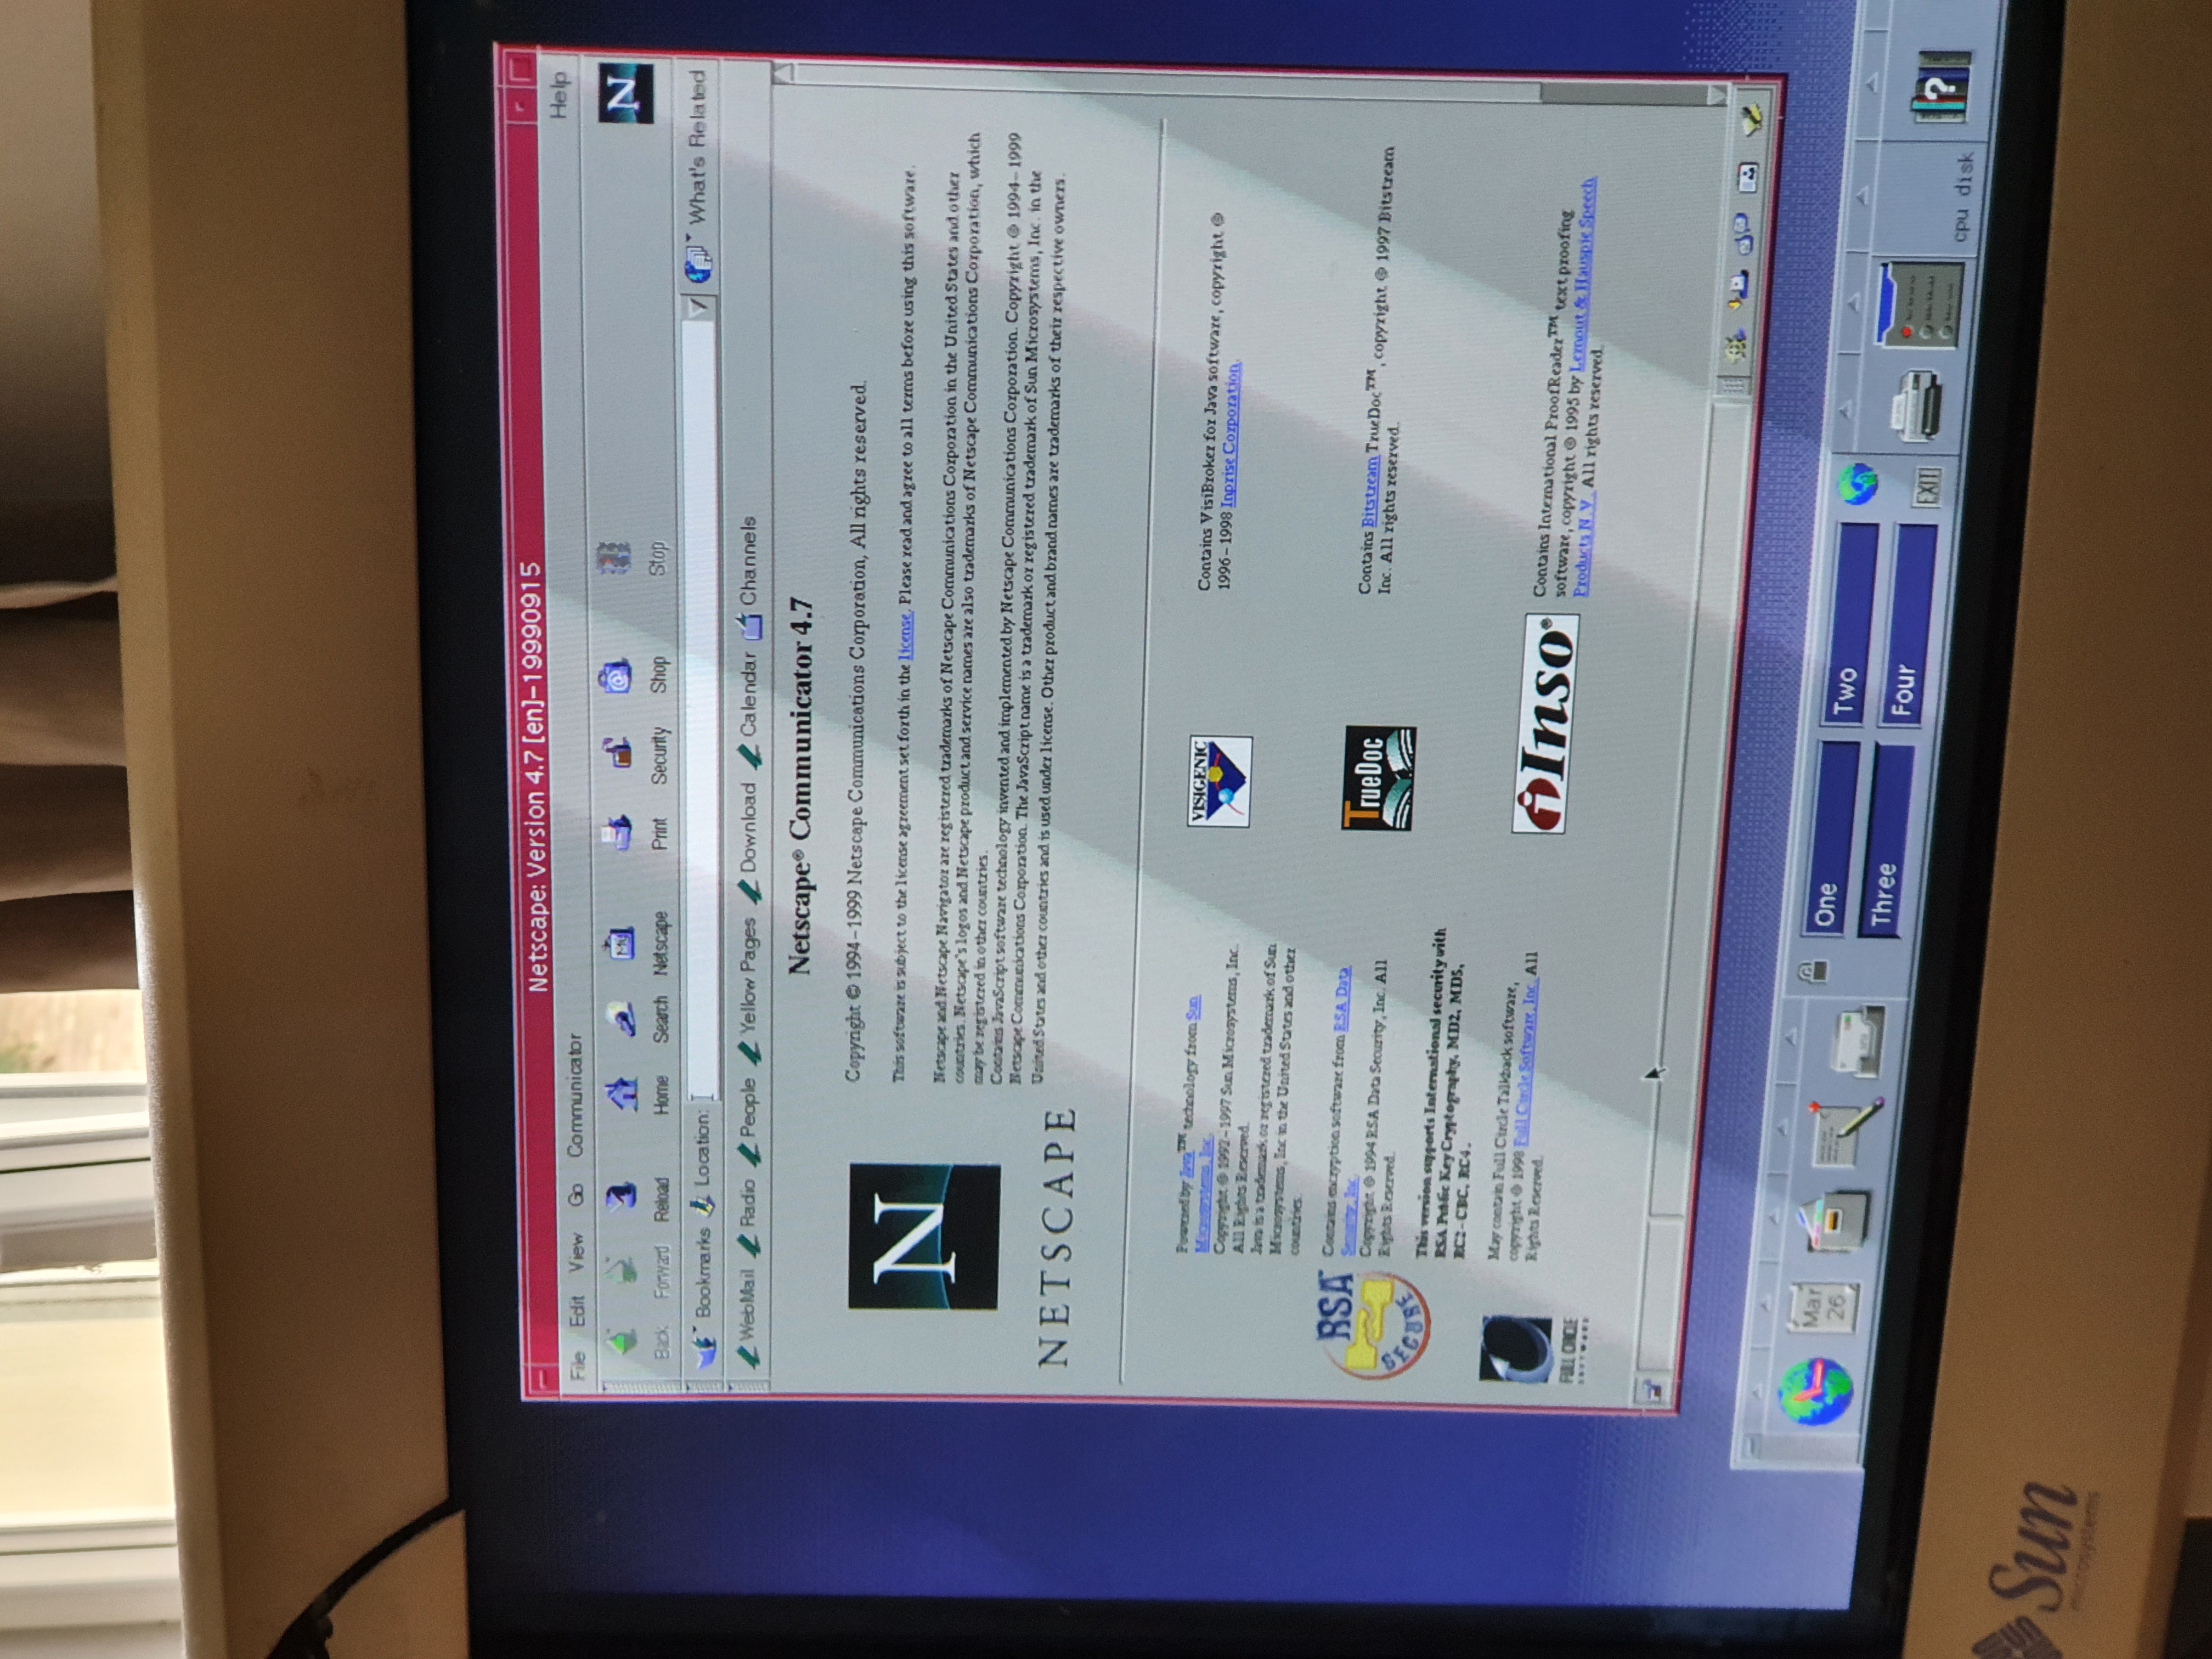 Netscape: Version 4.7 [en]-19990915
File Edit View Go Communicator Help
Back Forward Reload Home Search Netscape Print Security Shop Stop
My
N
Bookmarks Location: What's Related
WebMail Radio People Yellow Pages Download Calendar Channels
Netscape® Communicator 4.7
N
NETSCAPE
Copyright © 1994-1999 Netscape Communications Corporation, All rights reserved.
This software is subject to the license agreement set forth in the license. Please read and agree to all terms before using this software.
Netscape and Netscape Navigator are registered trademarks of Netscape Communications Corporation in the United States and other
countries. Netscape's logos and Netscape product and service names are also trademarks of Netscape Communications Corporation, which
may be registered in other countries.
Contains JavaScript software technology invented and implemented by Netscape Communications Corporation. Copyright © 1994-1999
Netscape Communications Corporation. The JavaScript name is a trademark or registered trademark of Sun Microsystems, Inc. in the
United States and other countries and is used under license. Other product and brand names are trademarks of their respective owners.
Powered by Java™ technology from Sun
Microsystems, Inc.
Copyright © 1992-1997 Sun Microsystems, Inc.
All Rights Reserved.
Java is a trademark or registered trademark of Sun
Microsystems, Inc in the United States and other
countries.
VISIGENIC
Contains VisiBroker for Java software, copyright ©
1996-1998 Inprise Corporation.
RSA
SECURE
Contains encryption software from RSA Data
Security, Inc.
Copyright © 1994 RSA Data Security, Inc. All
Rights Reserved.
This version supports International security with
RSA Public Key Cryptography, MD2, MD5,
RC2-CBC, RC4.
TrueDoc
Contains Bitstream TrueDoc™, copyright © 1997 Bitstream
Inc. All rights reserved.
FULL CIRCLE
SOFTWARE
May contain Full Circle Talkback software,
copyright © 1998 Full Circle Software, Inc. All
Rights Reserved.
iInso®
Contains International ProofReader™ text proofing
software, copyright © 1995 by Lernout & Hauspie Speech
Products N.V. All rights reserved.
Mar
26
One
Two
Three
Four
EXIT
cpu disk
?
Sun
microsystems